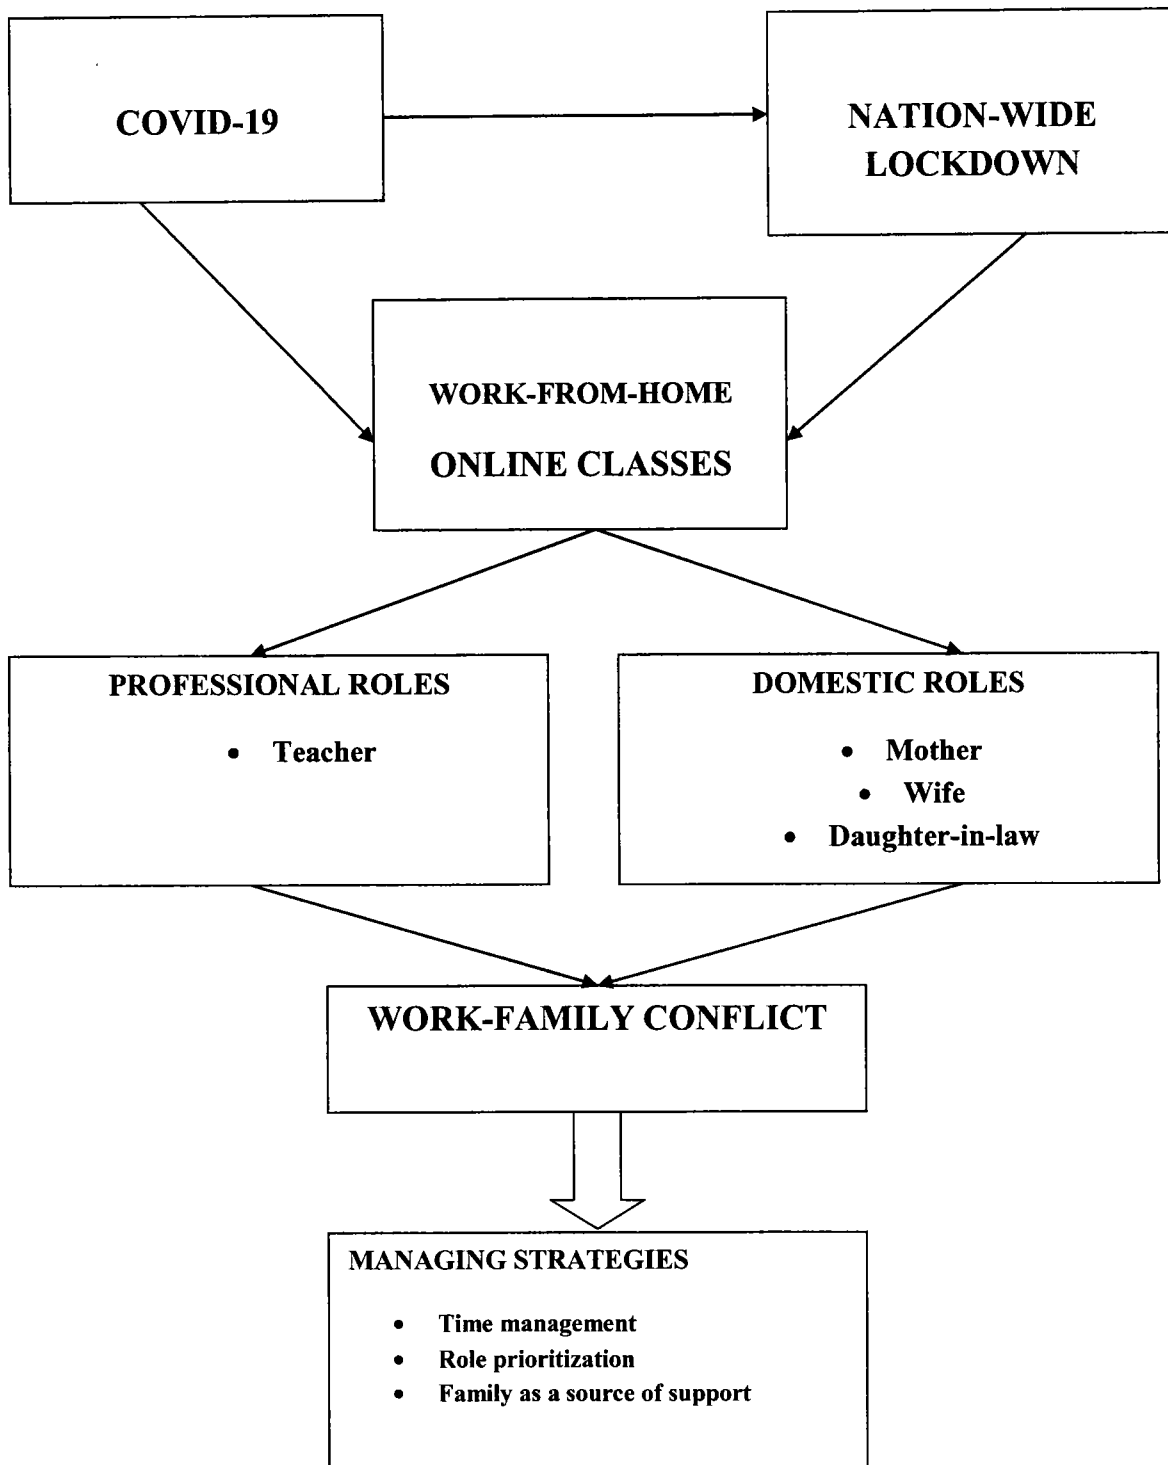 COVID-19
NATION-WIDE
LOCKDOWN
WORK-FROM-HOME
ONLINE CLASSES
PROFESSIONAL ROLES
• Teacher
DOMESTIC ROLES
• Mother
• Wife
• Daughter-in-law
WORK-FAMILY CONFLICT
MANAGING STRATEGIES
• Time management
• Role prioritization
• Family as a source of support